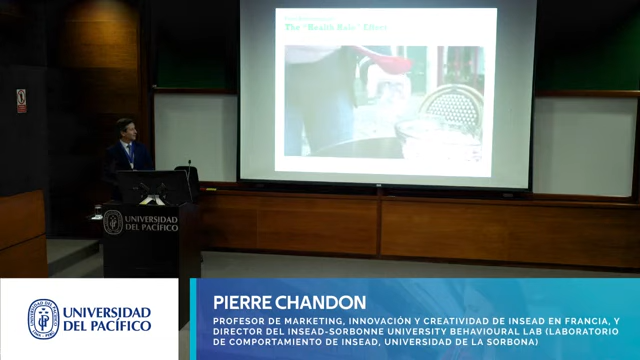 The "Health Halo" Effect
UNIVERSIDAD
DEL PACÍFICO
UNIVERSIDAD
DEL PACÍFICO
PIERRE CHANDON
PROFESOR DE MARKETING, INNOVACIÓN Y CREATIVIDAD DE INSEAD EN FRANCIA, Y
DIRECTOR DEL INSEAD-SORBONNE UNIVERSITY BEHAVIOURAL LAB (LABORATORIO
DE COMPORTAMIENTO DE INSEAD, UNIVERSIDAD DE LA SORBONA)